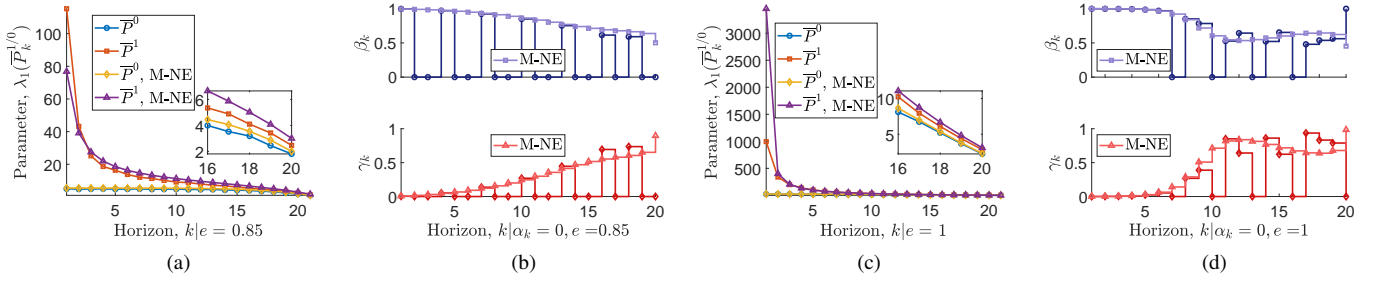 Parameter, λ₁(P̅ₖ^{1/0})
120
100
80
60
40
20
P̅⁰
P̅¹
P̅⁰, M-NE
P̅¹, M-NE
6
4
2
16 18 20
5 10 15 20
Horizon, k|e = 0.85
(a)
βₖ
1
0.5
0
M-NE
γₖ
1
0.5
0
M-NE
5 10 15 20
Horizon, k|αₖ = 0, e =0.85
(b)
Parameter, λ₁(P̅ₖ^{1/0})
3000
2500
2000
1500
1000
500
P̅⁰
P̅¹
P̅⁰, M-NE
P̅¹, M-NE
10
5
16 18 20
5 10 15 20
Horizon, k|e = 1
(c)
βₖ
1
0.5
0
M-NE
γₖ
1
0.5
0
M-NE
5 10 15 20
Horizon, k|αₖ = 0, e =1
(d)